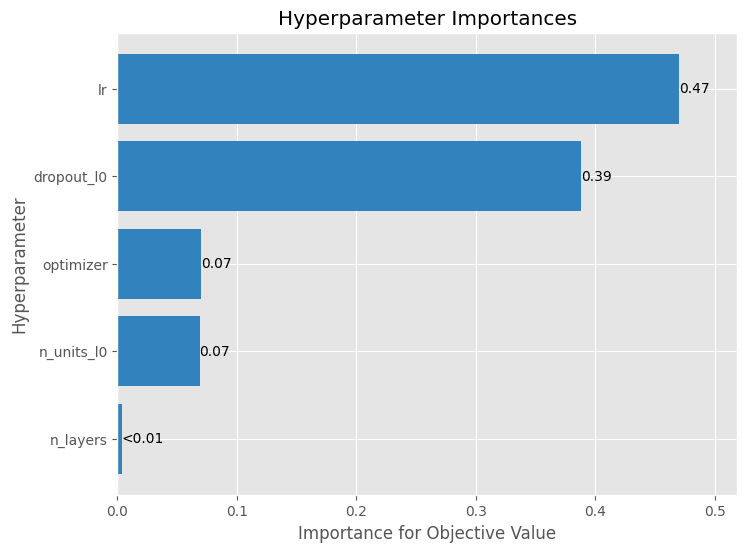 Hyperparameter Importances
Hyperparameter
lr
0.47
dropout_l0
0.39
optimizer
0.07
n_units_l0
0.07
n_layers
<0.01
0.0 0.1 0.2 0.3 0.4 0.5
Importance for Objective Value